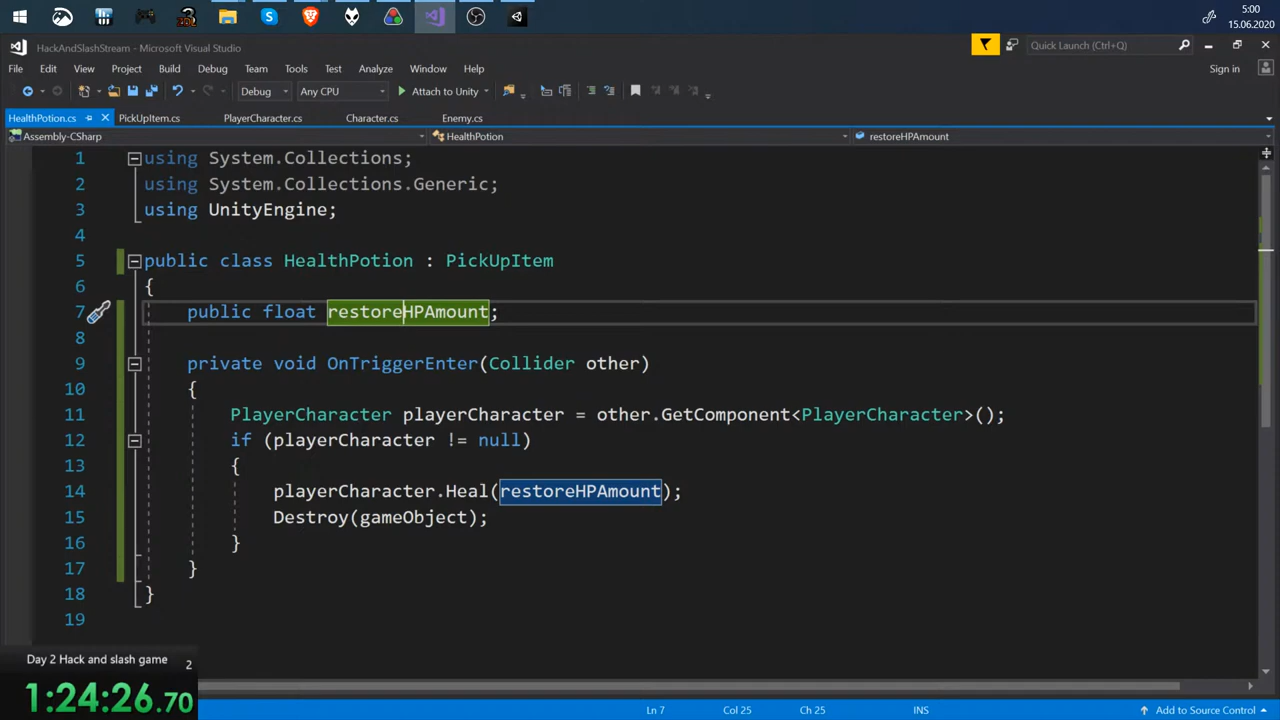 5:00
15.06.2020
HackAndSlashStream - Microsoft Visual Studio
Quick Launch (Ctrl+Q)
File Edit View Project Build Debug Team Tools Test Analyze Window Help
Sign in
Debug Any CPU Attach to Unity
HealthPotion.cs PickUpItem.cs PlayerCharacter.cs Character.cs Enemy.cs
Assembly-CSharp HealthPotion restoreHPAmount
1 using System.Collections;
2 using System.Collections.Generic;
3 using UnityEngine;
4
5 public class HealthPotion : PickUpItem
6 {
7 public float restoreHPAmount;
8
9 private void OnTriggerEnter(Collider other)
10 {
11 PlayerCharacter playerCharacter = other.GetComponent<PlayerCharacter>();
12 if (playerCharacter != null)
13 {
14 playerCharacter.Heal(restoreHPAmount);
15 Destroy(gameObject);
16 }
17 }
18 }
19
Day 2 Hack and slash game 2
1:24:26.70
Ln 7 Col 25 Ch 25 INS Add to Source Control